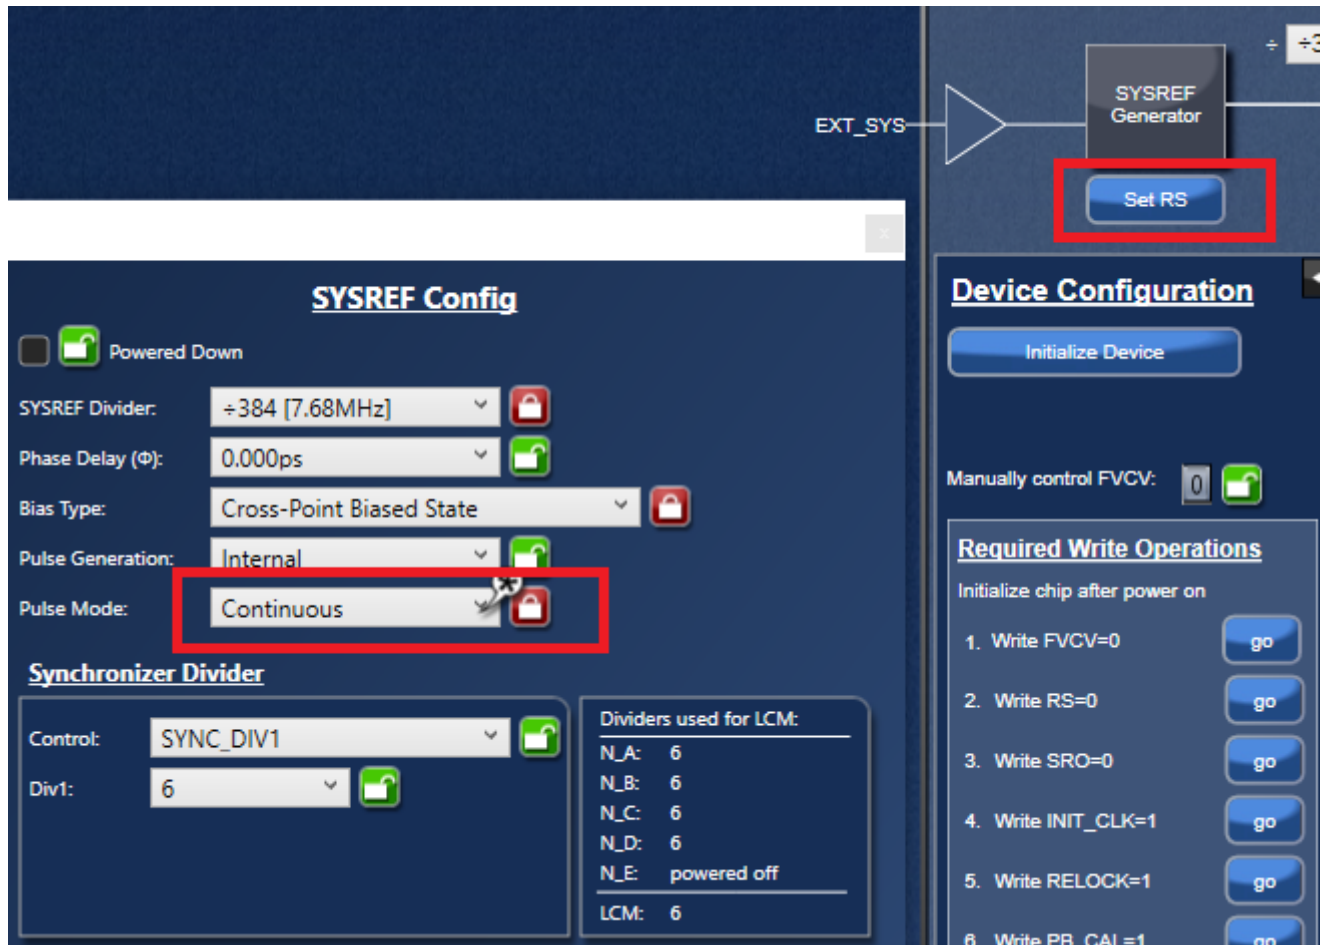 ÷ ÷3
SYSREF
Generator
EXT_SYS
Set RS
x
SYSREF Config
Powered Down
SYSREF Divider: ÷384 [7.68MHz]
Phase Delay (Φ): 0.000ps
Bias Type: Cross-Point Biased State
Pulse Generation: Internal
Pulse Mode: Continuous
Synchronizer Divider
Control: SYNC_DIV1
Div1: 6
Dividers used for LCM:
N_A: 6
N_B: 6
N_C: 6
N_D: 6
N_E: powered off
LCM: 6
Device Configuration
Initialize Device
Manually control FVCV: 0
Required Write Operations
Initialize chip after power on
1. Write FVCV=0 go
2. Write RS=0 go
3. Write SRO=0 go
4. Write INIT_CLK=1 go
5. Write RELOCK=1 go
6. Write PB_CAL=1 go